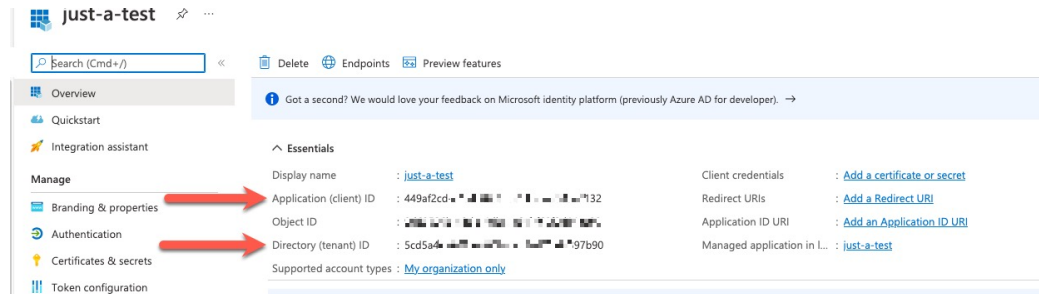 just-a-test
Search (Cmd+/)
«
Delete Endpoints Preview features
Overview
Quickstart
Integration assistant
Manage
Branding & properties
Authentication
Certificates & secrets
Token configuration
Got a second? We would love your feedback on Microsoft identity platform (previously Azure AD for developer). →
Essentials
Display name : just-a-test
Application (client) ID : 449af2cd- 132
Object ID :
Directory (tenant) ID : 5cd5a4 97b90
Supported account types : My organization only
Client credentials : Add a certificate or secret
Redirect URIs : Add a Redirect URI
Application ID URI : Add an Application ID URI
Managed application in l... : just-a-test